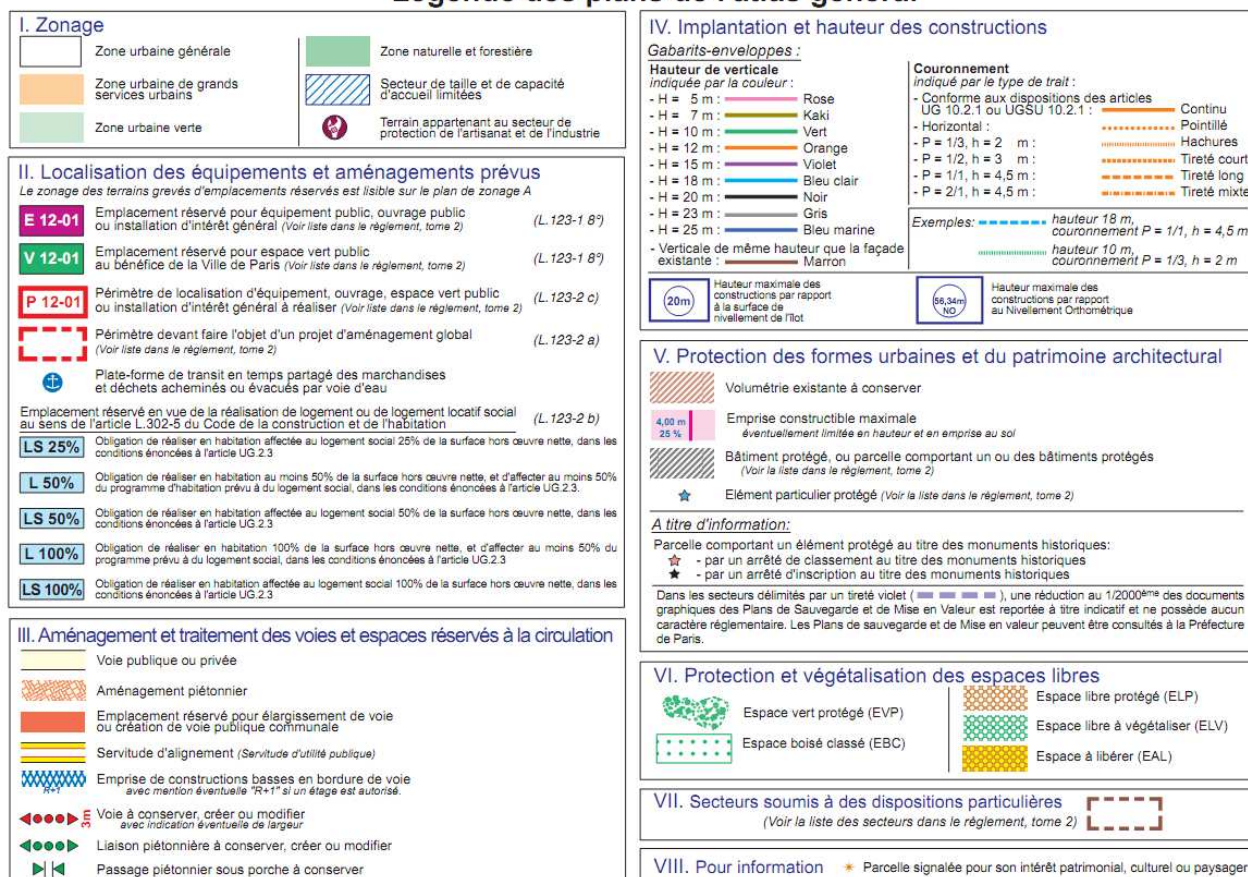 Légende des plans de l'atlas général
I. Zonage
Zone urbaine générale
Zone urbaine de grands
services urbains
Zone urbaine verte
Zone naturelle et forestière
Secteur de taille et de capacité
d'accueil limitées
Terrain appartenant au secteur de
protection de l'artisanat et de l'industrie
II. Localisation des équipements et aménagements prévus
Le zonage des terrains grevés d'emplacements réservés est lisible sur le plan de zonage A
E 12-01 Emplacement réservé pour équipement public, ouvrage public
ou installation d'intérêt général (Voir liste dans le règlement, tome 2) (L.123-1 8°)
V 12-01 Emplacement réservé pour espace vert public
au bénéfice de la Ville de Paris (Voir liste dans le règlement, tome 2) (L.123-1 8°)
P 12-01 Périmètre de localisation d'équipement, ouvrage, espace vert public
ou installation d'intérêt général à réaliser (Voir liste dans le règlement, tome 2) (L.123-2 c)
Périmètre devant faire l'objet d'un projet d'aménagement global
(Voir liste dans le règlement, tome 2) (L.123-2 a)
Plate-forme de transit en temps partagé des marchandises
et déchets acheminés ou évacués par voie d'eau
Emplacement réservé en vue de la réalisation de logement ou de logement locatif social
au sens de l'article L.302-5 du Code de la construction et de l'habitation (L.123-2 b)
LS 25% Obligation de réaliser en habitation affectée au logement social 25% de la surface hors œuvre nette, dans les
conditions énoncées à l'article UG.2.3
L 50% Obligation de réaliser en habitation au moins 50% de la surface hors œuvre nette, et d'affecter au moins 50%
du programme d'habitation prévu à du logement social, dans les conditions énoncées à l'article UG.2.3.
LS 50% Obligation de réaliser en habitation affectée au logement social 50% de la surface hors œuvre nette, dans les
conditions énoncées à l'article UG.2.3
L 100% Obligation de réaliser en habitation 100% de la surface hors œuvre nette, et d'affecter au moins 50% du
programme prévu à du logement social, dans les conditions énoncées à l'article UG.2.3
LS 100% Obligation de réaliser en habitation affectée au logement social 100% de la surface hors œuvre nette, dans les
conditions énoncées à l'article UG.2.3
III. Aménagement et traitement des voies et espaces réservés à la circulation
Voie publique ou privée
Aménagement piétonnier
Emplacement réservé pour élargissement de voie
ou création de voie publique communale
Servitude d'alignement (Servitude d'utilité publique)
R+1 Emprise de constructions basses en bordure de voie
avec mention éventuelle "R+1" si un étage est autorisé.
3m Voie à conserver, créer ou modifier
avec indication éventuelle de largeur
Liaison piétonnière à conserver, créer ou modifier
Passage piétonnier sous porche à conserver
IV. Implantation et hauteur des constructions
Gabarits-enveloppes :
Hauteur de verticale
indiquée par la couleur :
- H = 5 m : Rose
- H = 7 m : Kaki
- H = 10 m : Vert
- H = 12 m : Orange
- H = 15 m : Violet
- H = 18 m : Bleu clair
- H = 20 m : Noir
- H = 23 m : Gris
- H = 25 m : Bleu marine
- Verticale de même hauteur que la façade
existante : Marron
Couronnement
indiqué par le type de trait :
- Conforme aux dispositions des articles
UG 10.2.1 ou UGSU 10.2.1 : Continu
- Horizontal : Pointillé
- P = 1/3, h = 2 m : Hachures
- P = 1/2, h = 3 m : Tireté court
- P = 1/1, h = 4,5 m : Tireté long
- P = 2/1, h = 4,5 m : Tireté mixte
Exemples: hauteur 18 m,
couronnement P = 1/1, h = 4,5 m
hauteur 10 m,
couronnement P = 1/3, h = 2 m
20m
Hauteur maximale des
constructions par rapport
à la surface de
nivellement de l'îlot
56,34m
NO
Hauteur maximale des
constructions par rapport
au Nivellement Orthométrique
V. Protection des formes urbaines et du patrimoine architectural
Volumétrie existante à conserver
4,00 m
25 %
Emprise constructible maximale
éventuellement limitée en hauteur et en emprise au sol
Bâtiment protégé, ou parcelle comportant un ou des bâtiments protégés
(Voir la liste dans le règlement, tome 2)
Elément particulier protégé (Voir la liste dans le règlement, tome 2)
A titre d'information:
Parcelle comportant un élément protégé au titre des monuments historiques:
- par un arrêté de classement au titre des monuments historiques
- par un arrêté d'inscription au titre des monuments historiques
Dans les secteurs délimités par un tireté violet ( ), une réduction au 1/2000ème des documents
graphiques des Plans de Sauvegarde et de Mise en Valeur est reportée à titre indicatif et ne possède aucun
caractère réglementaire. Les Plans de sauvegarde et de Mise en valeur peuvent être consultés à la Préfecture
de Paris.
VI. Protection et végétalisation des espaces libres
Espace vert protégé (EVP)
Espace boisé classé (EBC)
Espace libre protégé (ELP)
Espace libre à végétaliser (ELV)
Espace à libérer (EAL)
VII. Secteurs soumis à des dispositions particulières
(Voir la liste des secteurs dans le règlement, tome 2)
VIII. Pour information Parcelle signalée pour son intérêt patrimonial, culturel ou paysager